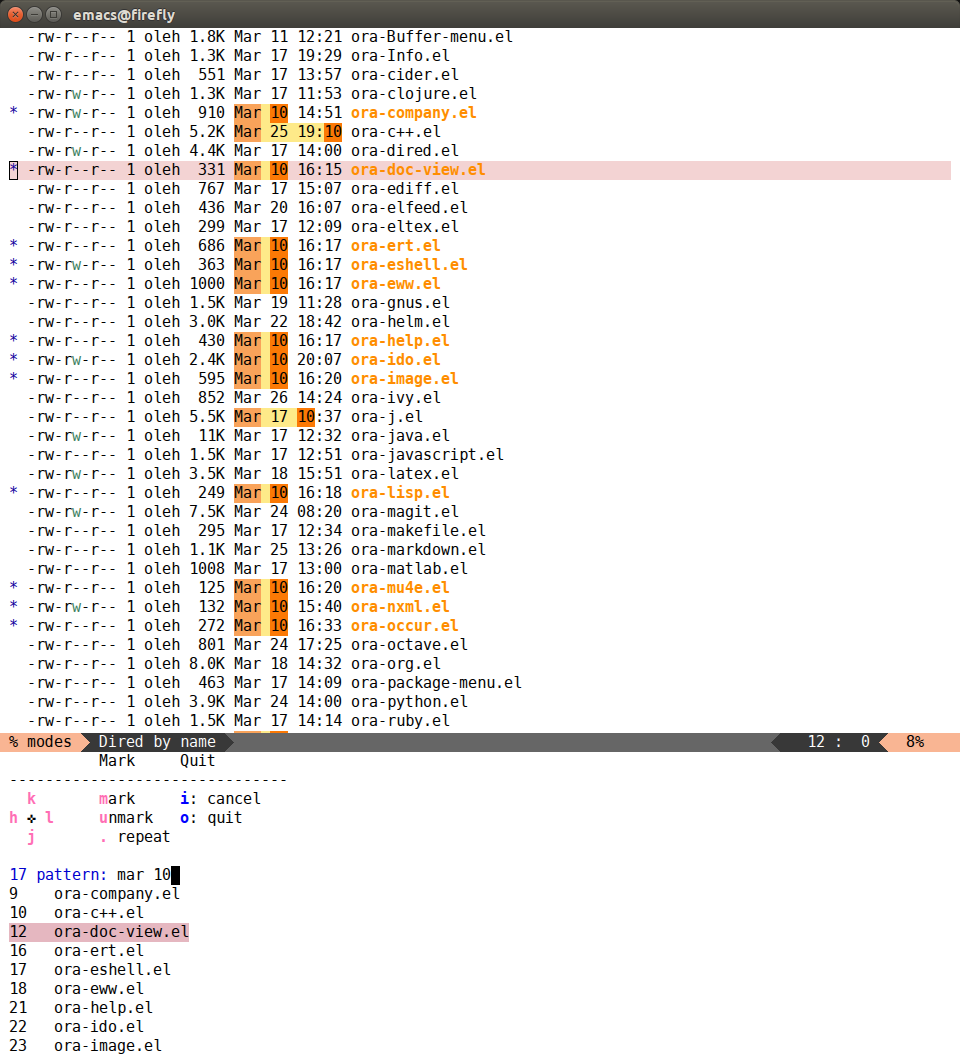 emacs@firefly
  -rw-r--r-- 1 oleh 1.8K Mar 11 12:21 ora-Buffer-menu.el
  -rw-r--r-- 1 oleh 1.3K Mar 17 19:29 ora-Info.el
  -rw-r--r-- 1 oleh  551 Mar 17 13:57 ora-cider.el
  -rw-rw-r-- 1 oleh 1.3K Mar 17 11:53 ora-clojure.el
* -rw-rw-r-- 1 oleh  910 Mar 10 14:51 ora-company.el
  -rw-r--r-- 1 oleh 5.2K Mar 25 19:10 ora-c++.el
  -rw-rw-r-- 1 oleh 4.4K Mar 17 14:00 ora-dired.el
* -rw-r--r-- 1 oleh  331 Mar 10 16:15 ora-doc-view.el
  -rw-r--r-- 1 oleh  767 Mar 17 15:07 ora-ediff.el
  -rw-r--r-- 1 oleh  436 Mar 20 16:07 ora-elfeed.el
  -rw-r--r-- 1 oleh  299 Mar 17 12:09 ora-eltex.el
* -rw-r--r-- 1 oleh  686 Mar 10 16:17 ora-ert.el
* -rw-rw-r-- 1 oleh  363 Mar 10 16:17 ora-eshell.el
* -rw-r--r-- 1 oleh 1000 Mar 10 16:17 ora-eww.el
  -rw-r--r-- 1 oleh 1.5K Mar 19 11:28 ora-gnus.el
  -rw-r--r-- 1 oleh 3.0K Mar 22 18:42 ora-helm.el
* -rw-r--r-- 1 oleh  430 Mar 10 16:17 ora-help.el
* -rw-rw-r-- 1 oleh 2.4K Mar 10 20:07 ora-ido.el
* -rw-r--r-- 1 oleh  595 Mar 10 16:20 ora-image.el
  -rw-r--r-- 1 oleh  852 Mar 26 14:24 ora-ivy.el
  -rw-r--r-- 1 oleh 5.5K Mar 17 10:37 ora-j.el
  -rw-rw-r-- 1 oleh  11K Mar 17 12:32 ora-java.el
  -rw-r--r-- 1 oleh 1.5K Mar 17 12:51 ora-javascript.el
  -rw-rw-r-- 1 oleh 3.5K Mar 18 15:51 ora-latex.el
* -rw-r--r-- 1 oleh  249 Mar 10 16:18 ora-lisp.el
  -rw-rw-r-- 1 oleh 7.5K Mar 24 08:20 ora-magit.el
  -rw-r--r-- 1 oleh  295 Mar 17 12:34 ora-makefile.el
  -rw-r--r-- 1 oleh 1.1K Mar 25 13:26 ora-markdown.el
  -rw-r--r-- 1 oleh 1008 Mar 17 13:00 ora-matlab.el
* -rw-r--r-- 1 oleh  125 Mar 10 16:20 ora-mu4e.el
* -rw-rw-r-- 1 oleh  132 Mar 10 15:40 ora-nxml.el
* -rw-r--r-- 1 oleh  272 Mar 10 16:33 ora-occur.el
  -rw-r--r-- 1 oleh  801 Mar 24 17:25 ora-octave.el
  -rw-r--r-- 1 oleh 8.0K Mar 18 14:32 ora-org.el
  -rw-r--r-- 1 oleh  463 Mar 17 14:09 ora-package-menu.el
  -rw-r--r-- 1 oleh 3.9K Mar 24 14:00 ora-python.el
  -rw-r--r-- 1 oleh 1.5K Mar 17 14:14 ora-ruby.el
% modes  Dired by name  12 :  0  8%
          Mark     Quit
-------------------------------
  k       mark     i: cancel
h ✜ l     unmark   o: quit
  j       . repeat
17 pattern: mar 10
9    ora-company.el
10   ora-c++.el
12   ora-doc-view.el
16   ora-ert.el
17   ora-eshell.el
18   ora-eww.el
21   ora-help.el
22   ora-ido.el
23   ora-image.el